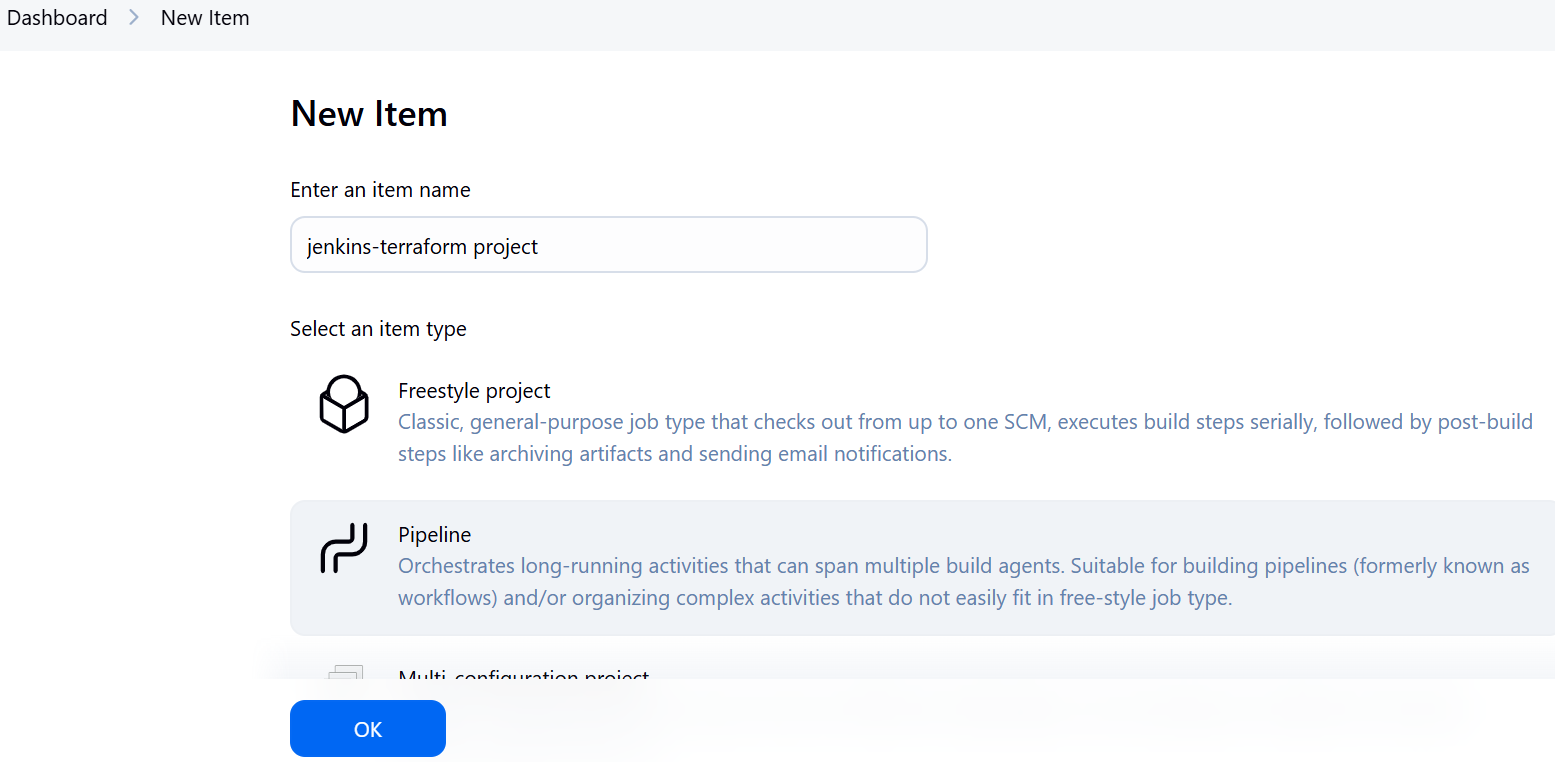 Dashboard > New Item
New Item
Enter an item name
jenkins-terraform project
Select an item type
Freestyle project
Classic, general-purpose job type that checks out from up to one SCM, executes build steps serially, followed by post-build
steps like archiving artifacts and sending email notifications.
Pipeline
Orchestrates long-running activities that can span multiple build agents. Suitable for building pipelines (formerly known as
workflows) and/or organizing complex activities that do not easily fit in free-style job type.
Multi-configuration project
OK